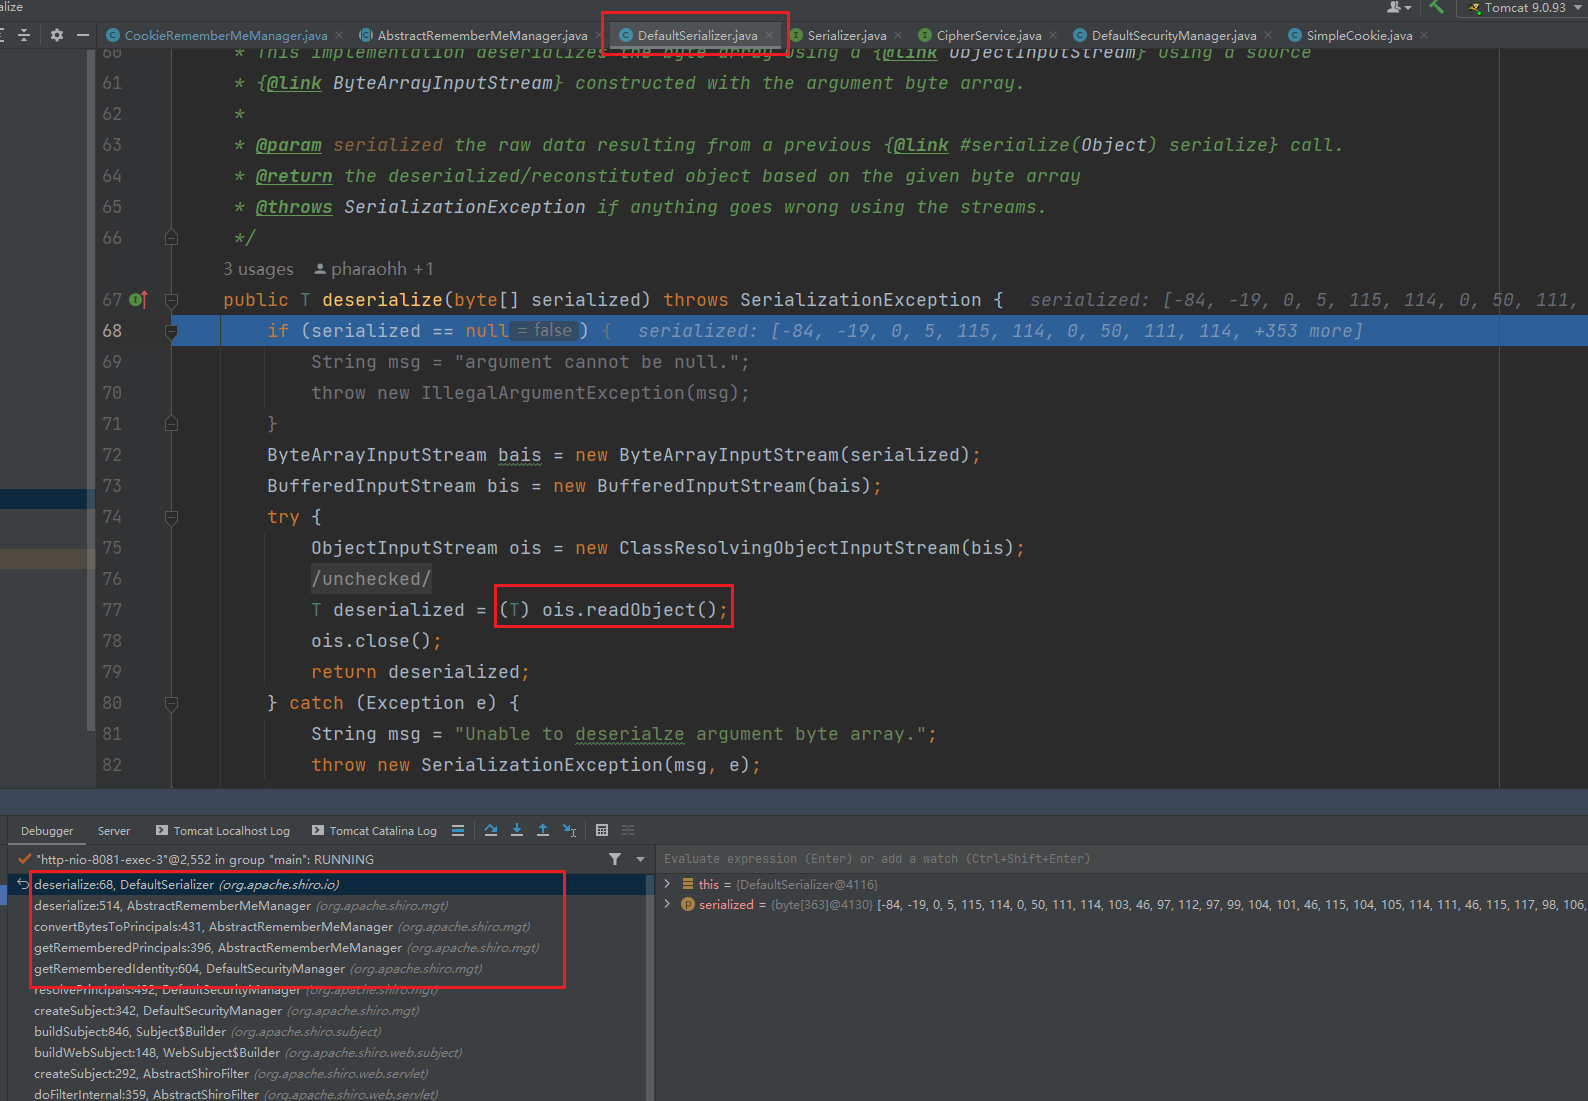 alize
Tomcat 9.0.93
CookieRememberMeManager.java AbstractRememberMeManager.java DefaultSerializer.java Serializer.java CipherService.java DefaultSecurityManager.java SimpleCookie.java
60 * This implementation deserializes the byte array using a {@link ObjectInputStream} using a source
61 * {@link ByteArrayInputStream} constructed with the argument byte array.
62 *
63 * @param serialized the raw data resulting from a previous {@link #serialize(Object) serialize} call.
64 * @return the deserialized/reconstituted object based on the given byte array
65 * @throws SerializationException if anything goes wrong using the streams.
66 */
3 usages pharaohh +1
67 public T deserialize(byte[] serialized) throws SerializationException { serialized: [-84, -19, 0, 5, 115, 114, 0, 50, 111,
68 if (serialized == null = false ) { serialized: [-84, -19, 0, 5, 115, 114, 0, 50, 111, 114, +353 more]
69 String msg = "argument cannot be null.";
70 throw new IllegalArgumentException(msg);
71 }
72 ByteArrayInputStream bais = new ByteArrayInputStream(serialized);
73 BufferedInputStream bis = new BufferedInputStream(bais);
74 try {
75 ObjectInputStream ois = new ClassResolvingObjectInputStream(bis);
76 /unchecked/
77 T deserialized = (T) ois.readObject();
78 ois.close();
79 return deserialized;
80 } catch (Exception e) {
81 String msg = "Unable to deserialze argument byte array.";
82 throw new SerializationException(msg, e);
Debugger Server Tomcat Localhost Log Tomcat Catalina Log
"http-nio-8081-exec-3"@2,552 in group "main": RUNNING
Evaluate expression (Enter) or add a watch (Ctrl+Shift+Enter)
deserialize:68, DefaultSerializer (org.apache.shiro.io)
this = {DefaultSerializer@4116}
deserialize:514, AbstractRememberMeManager (org.apache.shiro.mgt)
serialized = {byte[363]@4130} [-84, -19, 0, 5, 115, 114, 0, 50, 111, 114, 103, 46, 97, 112, 97, 99, 104, 101, 46, 115, 104, 105, 114, 111, 46, 115, 117, 98, 106,
convertBytesToPrincipals:431, AbstractRememberMeManager (org.apache.shiro.mgt)
getRememberedPrincipals:396, AbstractRememberMeManager (org.apache.shiro.mgt)
getRememberedIdentity:604, DefaultSecurityManager (org.apache.shiro.mgt)
resolvePrincipals:492, DefaultSecurityManager (org.apache.shiro.mgt)
createSubject:342, DefaultSecurityManager (org.apache.shiro.mgt)
buildSubject:846, Subject$Builder (org.apache.shiro.subject)
buildWebSubject:148, WebSubject$Builder (org.apache.shiro.web.subject)
createSubject:292, AbstractShiroFilter (org.apache.shiro.web.servlet)
doFilterInternal:359, AbstractShiroFilter (org.apache.shiro.web.servlet)